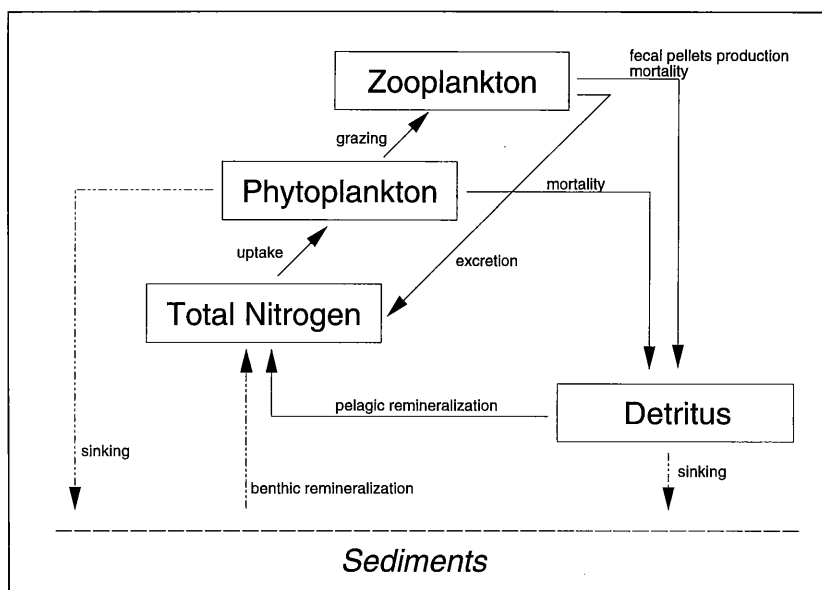 fecal pellets production
mortality
Zooplankton
grazing
Phytoplankton
mortality
uptake
excretion
Total Nitrogen
pelagic remineralization
Detritus
sinking
sinking
benthic remineralization
Sediments